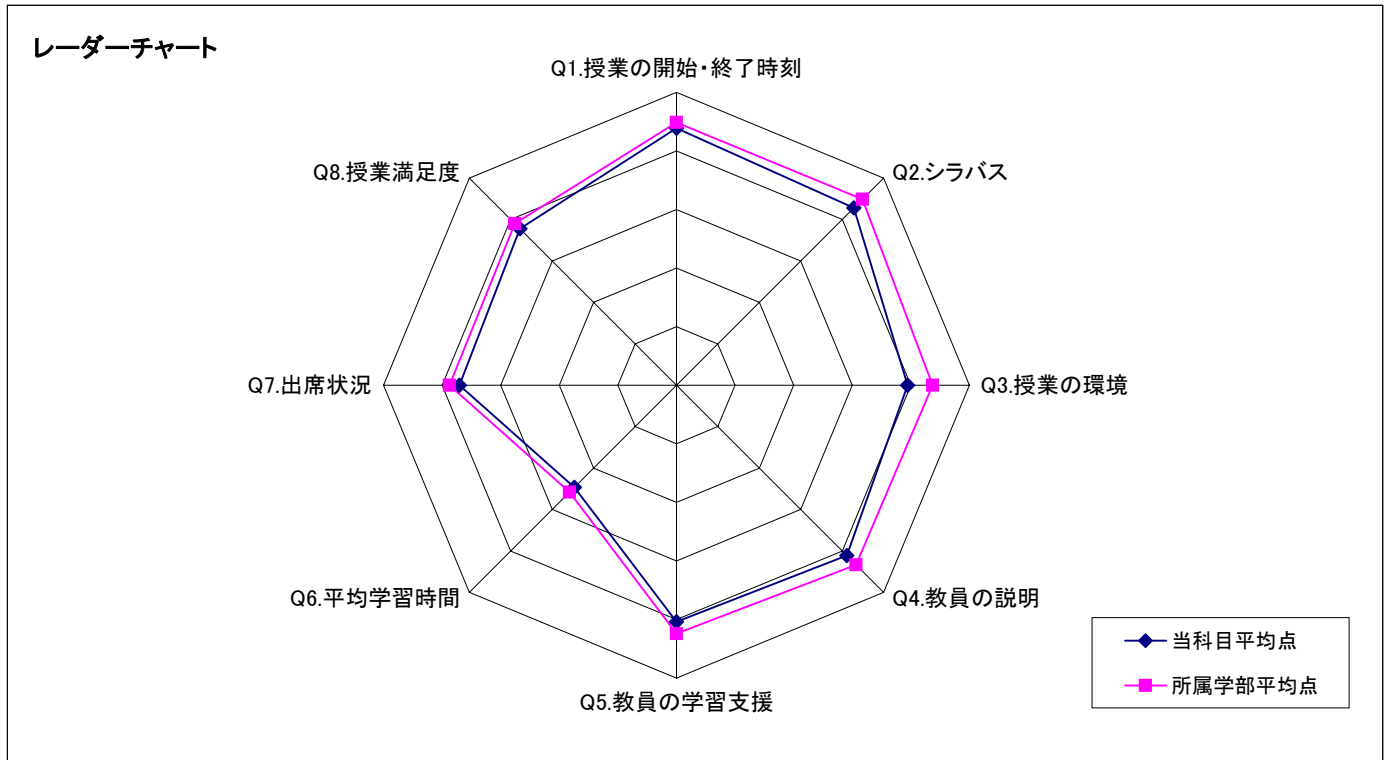 レーダーチャート
Q1.授業の開始・終了時刻
Q2.シラバス
Q3.授業の環境
Q4.教員の説明
Q5.教員の学習支援
Q6.平均学習時間
Q7.出席状況
Q8.授業満足度
当科目平均点
所属学部平均点